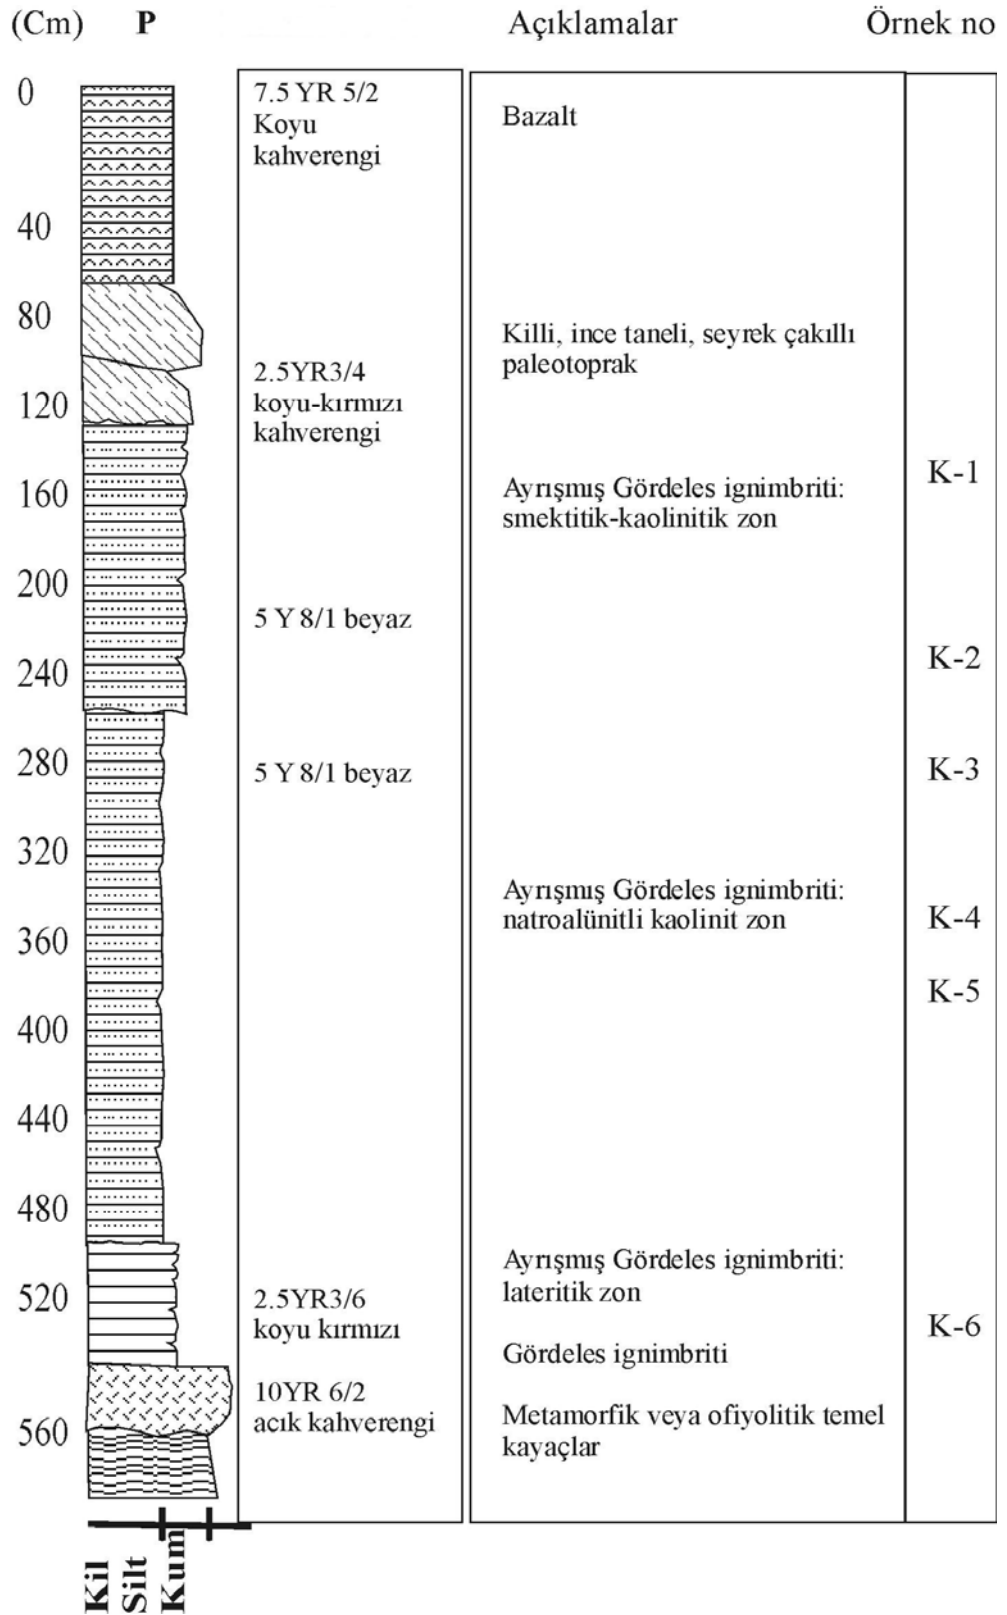 (Cm) P Açıklamalar Örnek no
0
40
80
120
160
200
240
280
320
360
400
440
480
520
560
7.5 YR 5/2
Koyu
kahverengi
2.5YR3/4
koyu-kırmızı
kahverengi
5 Y 8/1 beyaz
5 Y 8/1 beyaz
2.5YR3/6
koyu kırmızı
10YR 6/2
acık kahverengi
Bazalt
Killi, ince taneli, seyrek çakıllı
paleotoprak
Ayrışmış Gördeles ignimbriti:
smektitik-kaolinitik zon
Ayrışmış Gördeles ignimbriti:
natroalünitli kaolinit zon
Ayrışmış Gördeles ignimbriti:
lateritik zon
Gördeles ignimbriti
Metamorfik veya ofiyolitik temel
kayaçlar
K-1
K-2
K-3
K-4
K-5
K-6
Kil
Silt
Kum